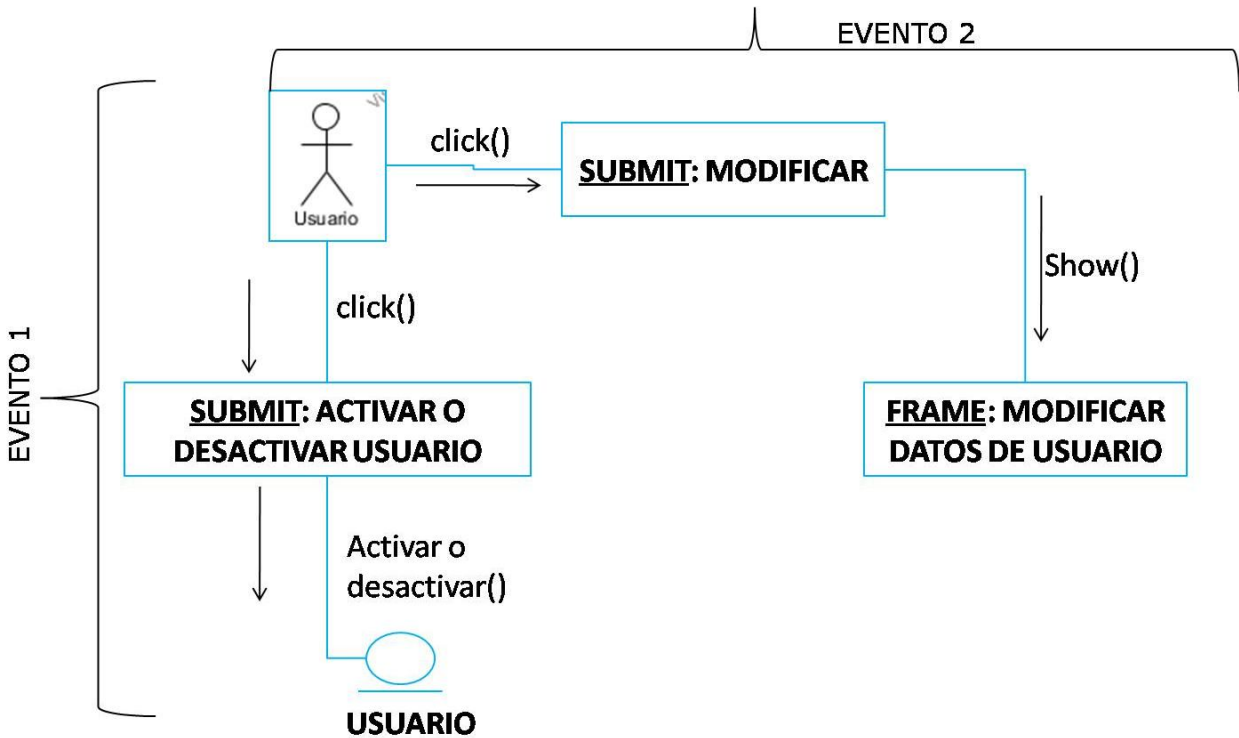 EVENTO 2
EVENTO 1
Usuario
click()
SUBMIT: MODIFICAR
Show()
click()
SUBMIT: ACTIVAR O
DESACTIVAR USUARIO
FRAME: MODIFICAR
DATOS DE USUARIO
Activar o
desactivar()
USUARIO